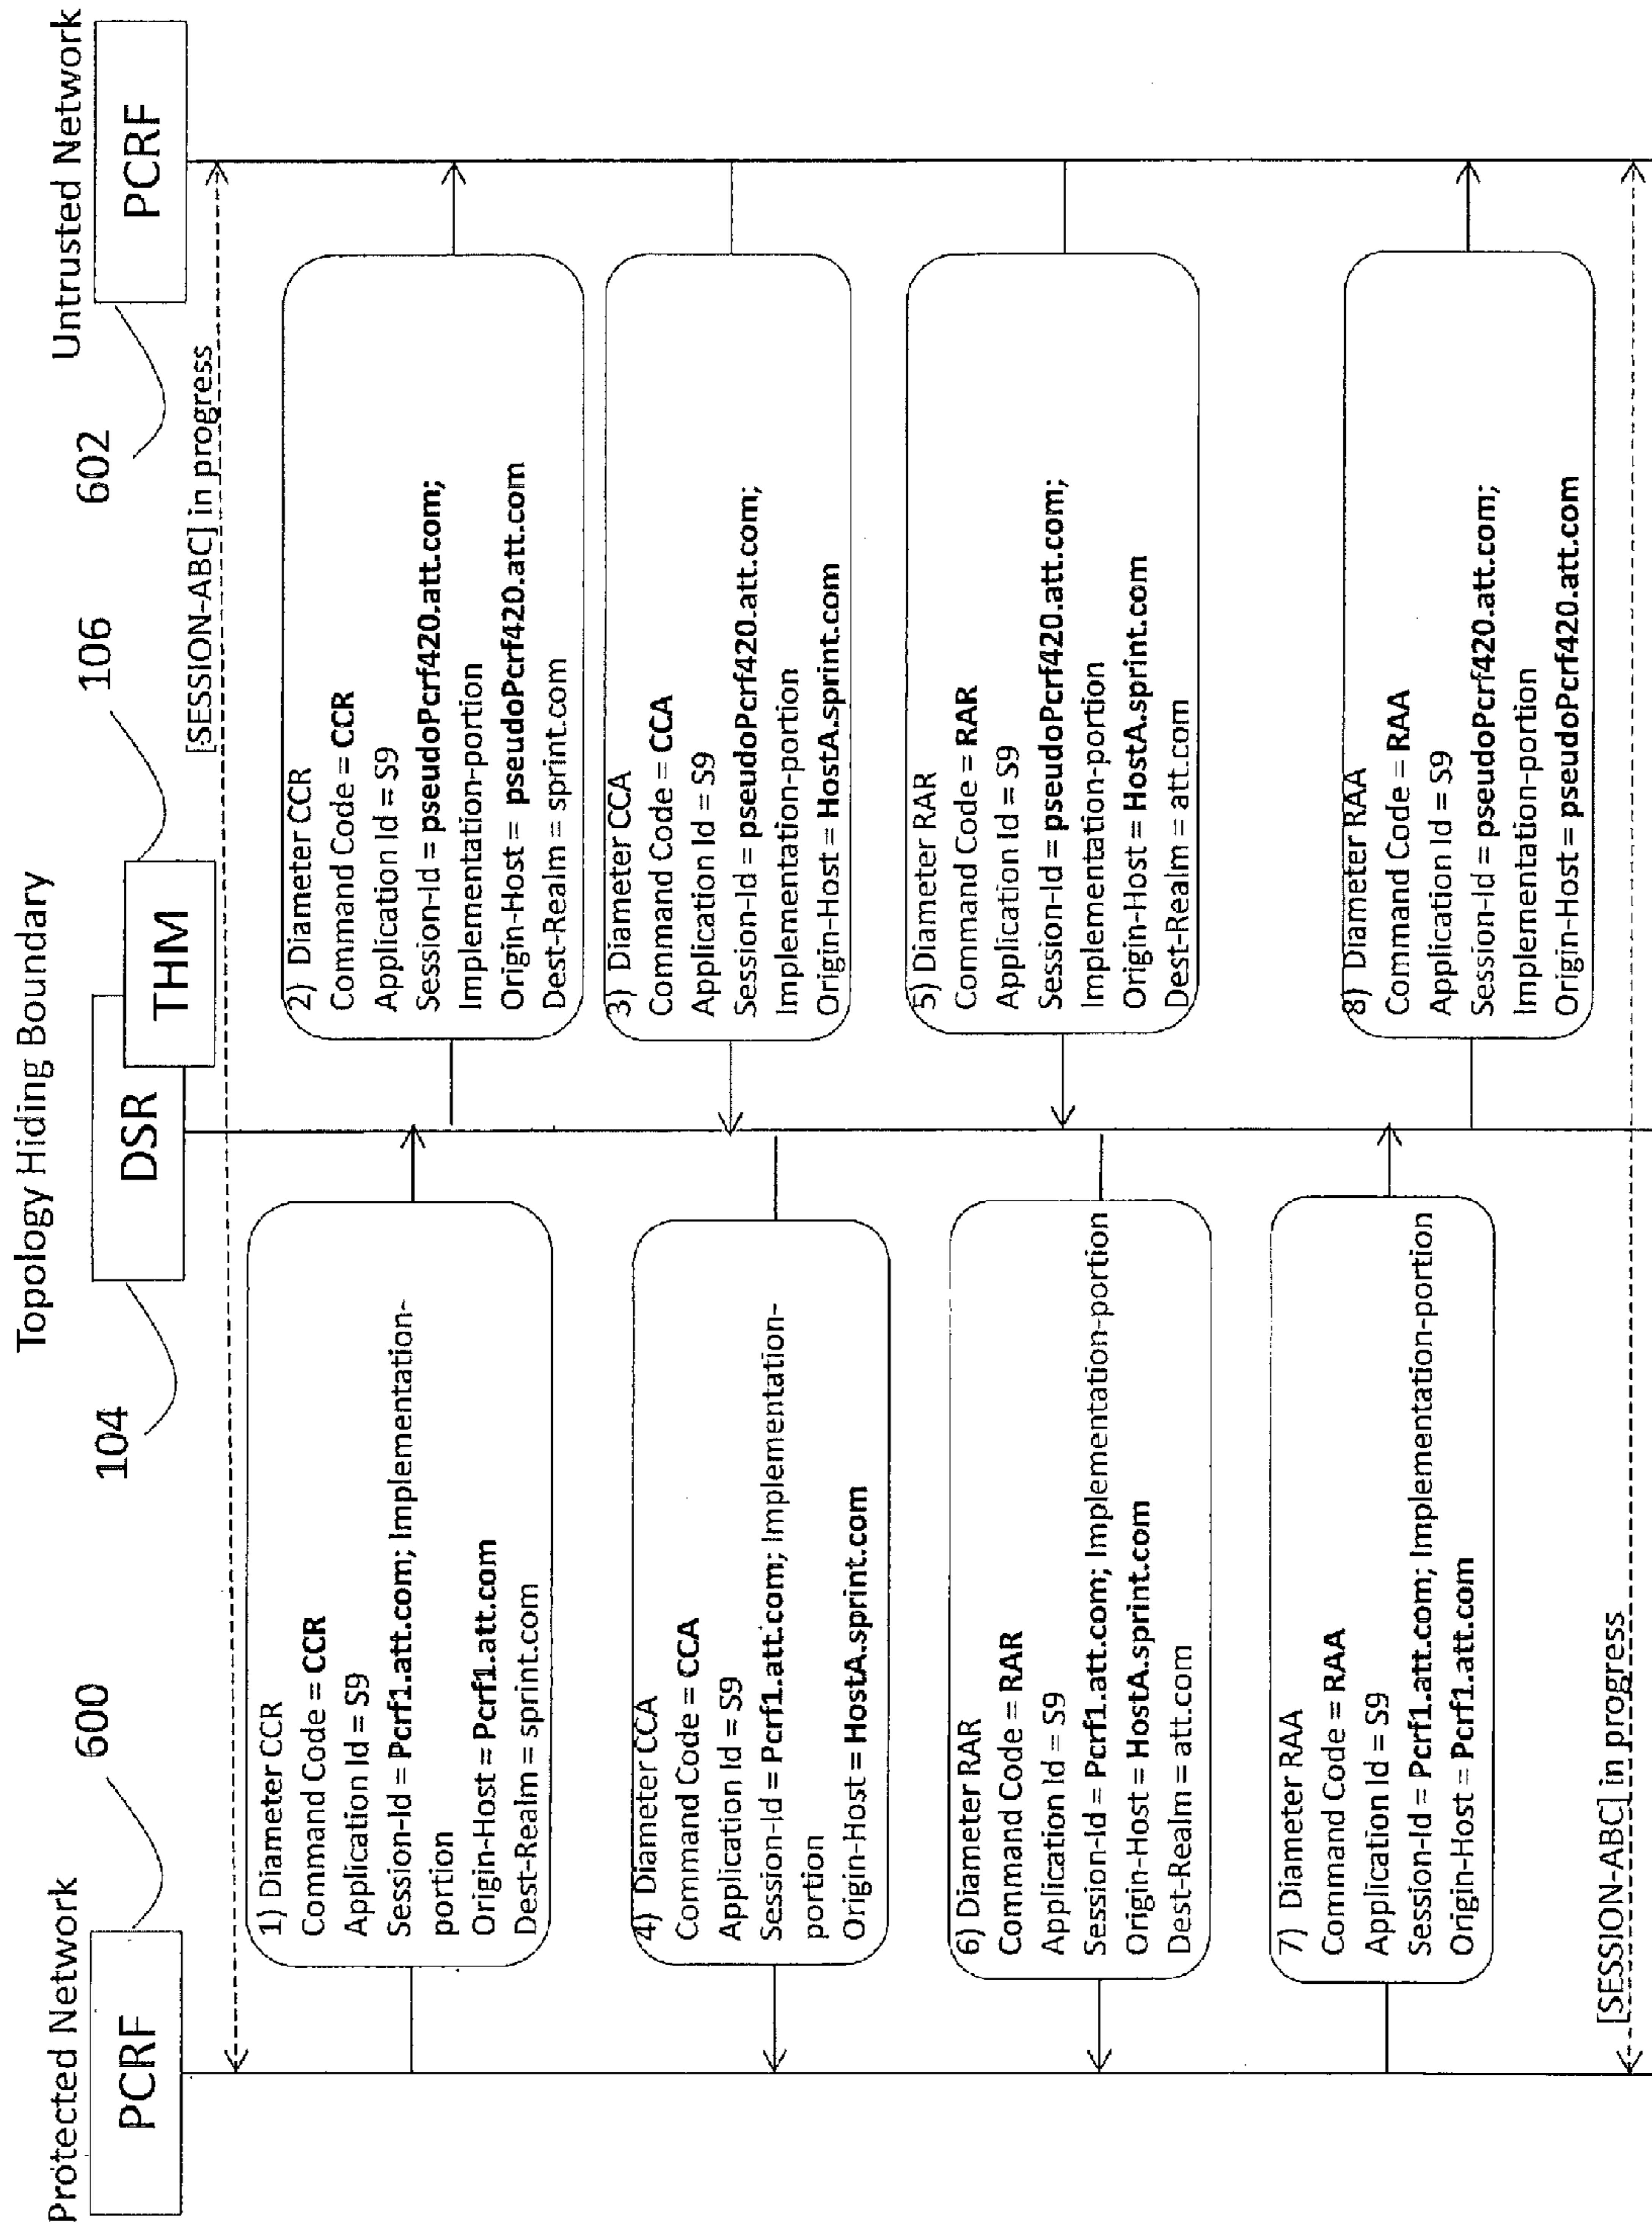 Protected Network
Topology Hiding Boundary
Untrusted Network
PCRF
600
104
DSR
THM
106
602
PCRF
[SESSION-ABC] in progress
1) Diameter CCR
Command Code = CCR
Application Id = S9
Session-Id = Pcrf1.att.com; Implementation-
portion
Origin-Host = Pcrf1.att.com
Dest-Realm = sprint.com
2) Diameter CCR
Command Code = CCR
Application Id = S9
Session-Id = pseudoPcrf420.att.com;
Implementation-portion
Origin-Host = pseudoPcrf420.att.com
Dest-Realm = sprint.com
3) Diameter CCA
Command Code = CCA
Application Id = S9
Session-Id = pseudoPcrf420.att.com;
Implementation-portion
Origin-Host = HostA.sprint.com
4) Diameter CCA
Command Code = CCA
Application Id = S9
Session-Id = Pcrf1.att.com; Implementation-
portion
Origin-Host = HostA.sprint.com
5) Diameter RAR
Command Code = RAR
Application Id = S9
Session-Id = pseudoPcrf420.att.com;
Implementation-portion
Origin-Host = HostA.sprint.com
Dest-Realm = att.com
6) Diameter RAR
Command Code = RAR
Application Id = S9
Session-Id = Pcrf1.att.com; Implementation-portion
Origin-Host = HostA.sprint.com
Dest-Realm = att.com
7) Diameter RAA
Command Code = RAA
Application Id = S9
Session-Id = Pcrf1.att.com; Implementation-portion
Origin-Host = Pcrf1.att.com
8) Diameter RAA
Command Code = RAA
Application Id = S9
Session-Id = pseudoPcrf420.att.com;
Implementation-portion
Origin-Host = pseudoPcrf420.att.com
[SESSION-ABC] in progress